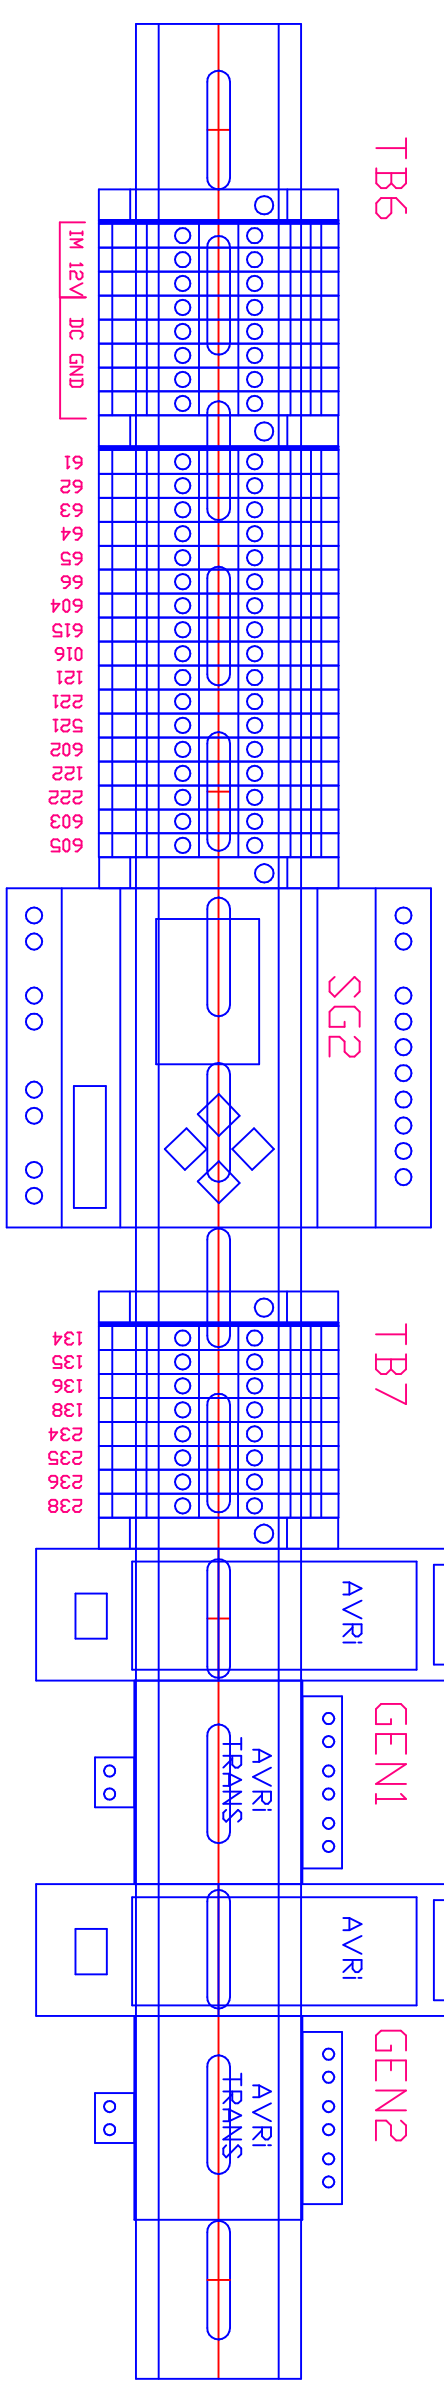 TB6
IM 12V
DC GND
61
62
63
64
65
66
604
615
610
121
221
521
602
122
222
603
605
SG2
TB7
134
135
136
138
234
235
236
238
AVRi
GEN1
AVRi
TRANS
AVRi
GEN2
AVRi
TRANS